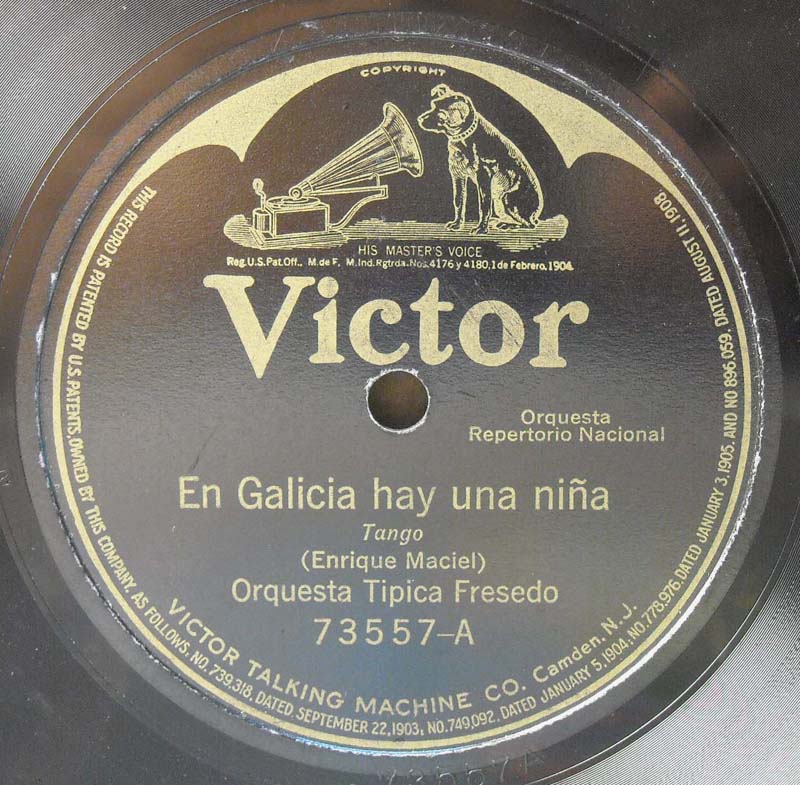 COPYRIGHT
HIS MASTER'S VOICE
Reg.U.S.Pat.Off., M.de F. M.Ind.Rgtrda.Nos.4176 y 4180,1 de Febrero,1904.
Victor
Orquesta
Repertorio Nacional
En Galicia hay una niña
Tango
(Enrique Maciel)
Orquesta Tipica Fresedo
73557-A
VICTOR TALKING MACHINE CO. Camden, N.J.
THIS RECORD IS PATENTED BY U.S.PATENTS, OWNED BY THIS COMPANY, AS FOLLOWS, NO. 739,318, DATED SEPTEMBER 22,1903; NO.749,092, DATED JANUARY 5, 1904; NO.778,976, DATED JANUARY 3, 1905. AND NO 896,059, DATED AUGUST 11, 1908.